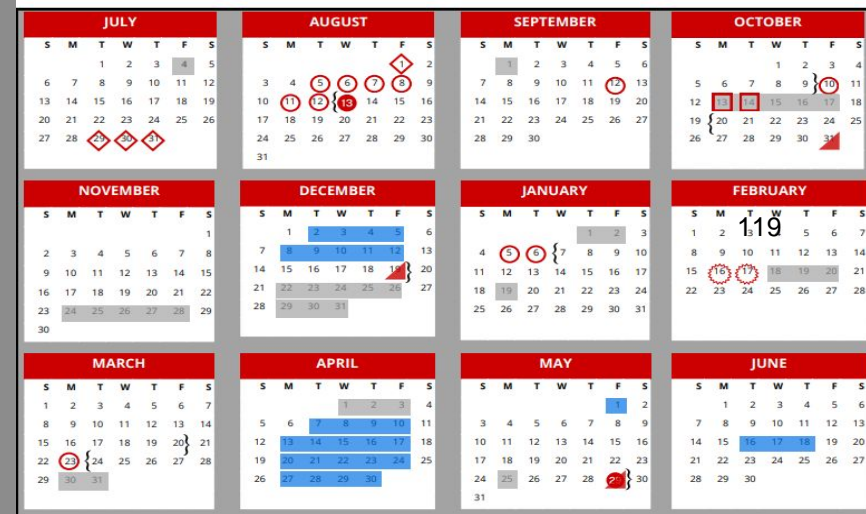 JULY AUGUST SEPTEMBER OCTOBER
S M T W T F S S M T W T F S S M T W T F S S M T W T F S
1 2 3 4 5 1 2 1 2 3 4 5 6 1 2 3 4
6 7 8 9 10 11 12 3 4 5 6 7 8 9 7 8 9 10 11 12 13 5 6 7 8 9 } 10 11
13 14 15 16 17 18 19 10 11 12 { 13 14 15 16 14 15 16 17 18 19 20 12 13 14 15 16 17 18
20 21 22 23 24 25 26 17 18 19 20 21 22 23 21 22 23 24 25 26 27 19 { 20 21 22 23 24 25
27 28 29 30 31 24 25 26 27 28 29 30 28 29 30 26 27 28 29 30 31
31
NOVEMBER DECEMBER JANUARY FEBRUARY
S M T W T F S S M T W T F S S M T W T F S S M T W T F S
1 1 2 3 4 5 6 1 2 3 1 2 3 119 5 6 7
2 3 4 5 6 7 8 7 8 9 10 11 12 13 4 5 6 { 7 8 9 10 8 9 10 11 12 13 14
9 10 11 12 13 14 15 14 15 16 17 18 19 } 20 11 12 13 14 15 16 17 15 16 17 18 19 20 21
16 17 18 19 20 21 22 21 22 23 24 25 26 27 18 19 20 21 22 23 24 22 23 24 25 26 27 28
23 24 25 26 27 28 29 28 29 30 31 25 26 27 28 29 30 31
30
MARCH APRIL MAY JUNE
S M T W T F S S M T W T F S S M T W T F S S M T W T F S
1 2 3 4 5 6 7 1 2 3 4 1 2 1 2 3 4 5 6
8 9 10 11 12 13 14 5 6 7 8 9 10 11 3 4 5 6 7 8 9 7 8 9 10 11 12 13
15 16 17 18 19 20 } 21 12 13 14 15 16 17 18 10 11 12 13 14 15 16 14 15 16 17 18 19 20
22 23 { 24 25 26 27 28 19 20 21 22 23 24 25 17 18 19 20 21 22 23 21 22 23 24 25 26 27
29 30 31 26 27 28 29 30 24 25 26 27 28 29 } 30 28 29 30
31